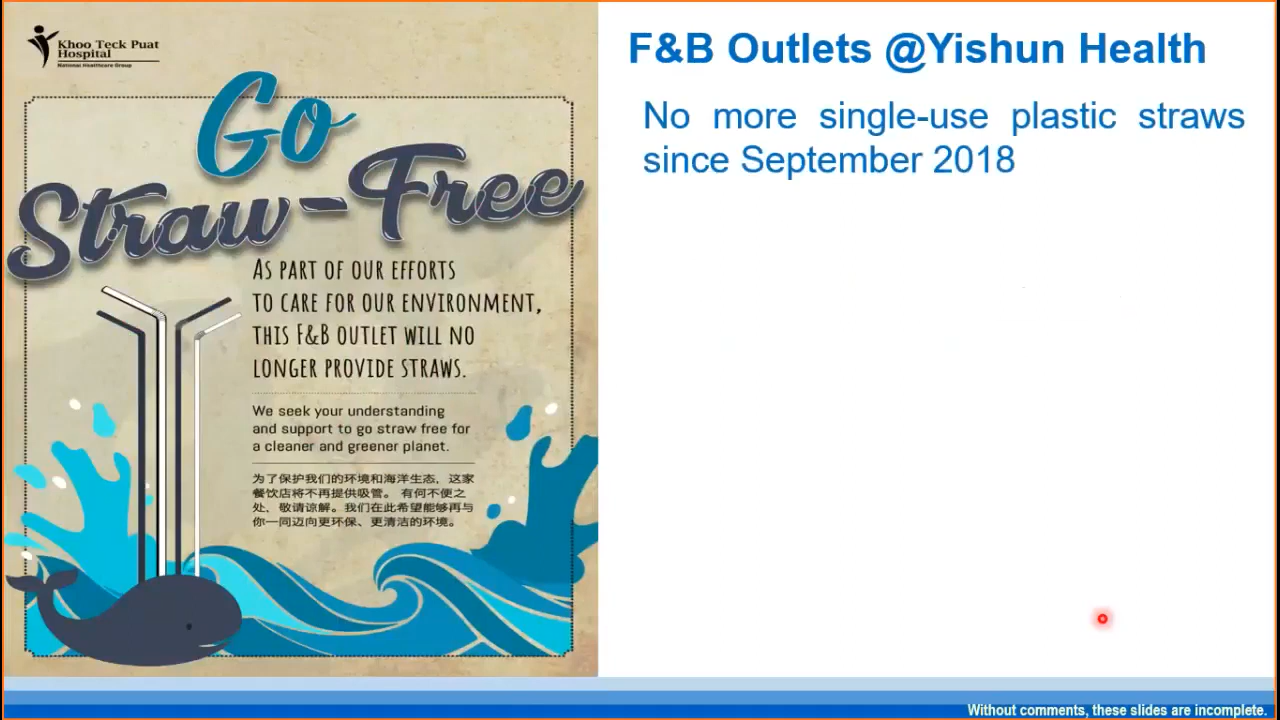 Khoo Teck Puat
Hospital
National Healthcare Group
Go
Straw-Free
AS PART OF OUR EFFORTS
TO CARE FOR OUR ENVIRONMENT,
THIS F&B OUTLET WILL NO
LONGER PROVIDE STRAWS.
We seek your understanding
and support to go straw free for
a cleaner and greener planet.
为了保护我们的环境和海洋生态，这家
餐饮店将不再提供吸管。 有何不便之
处，敬请谅解。我们在此希望能够再与
你一同迈向更环保、更清洁的环境。
F&B Outlets @Yishun Health
No more single-use plastic straws
since September 2018
Without comments, these slides are incomplete.